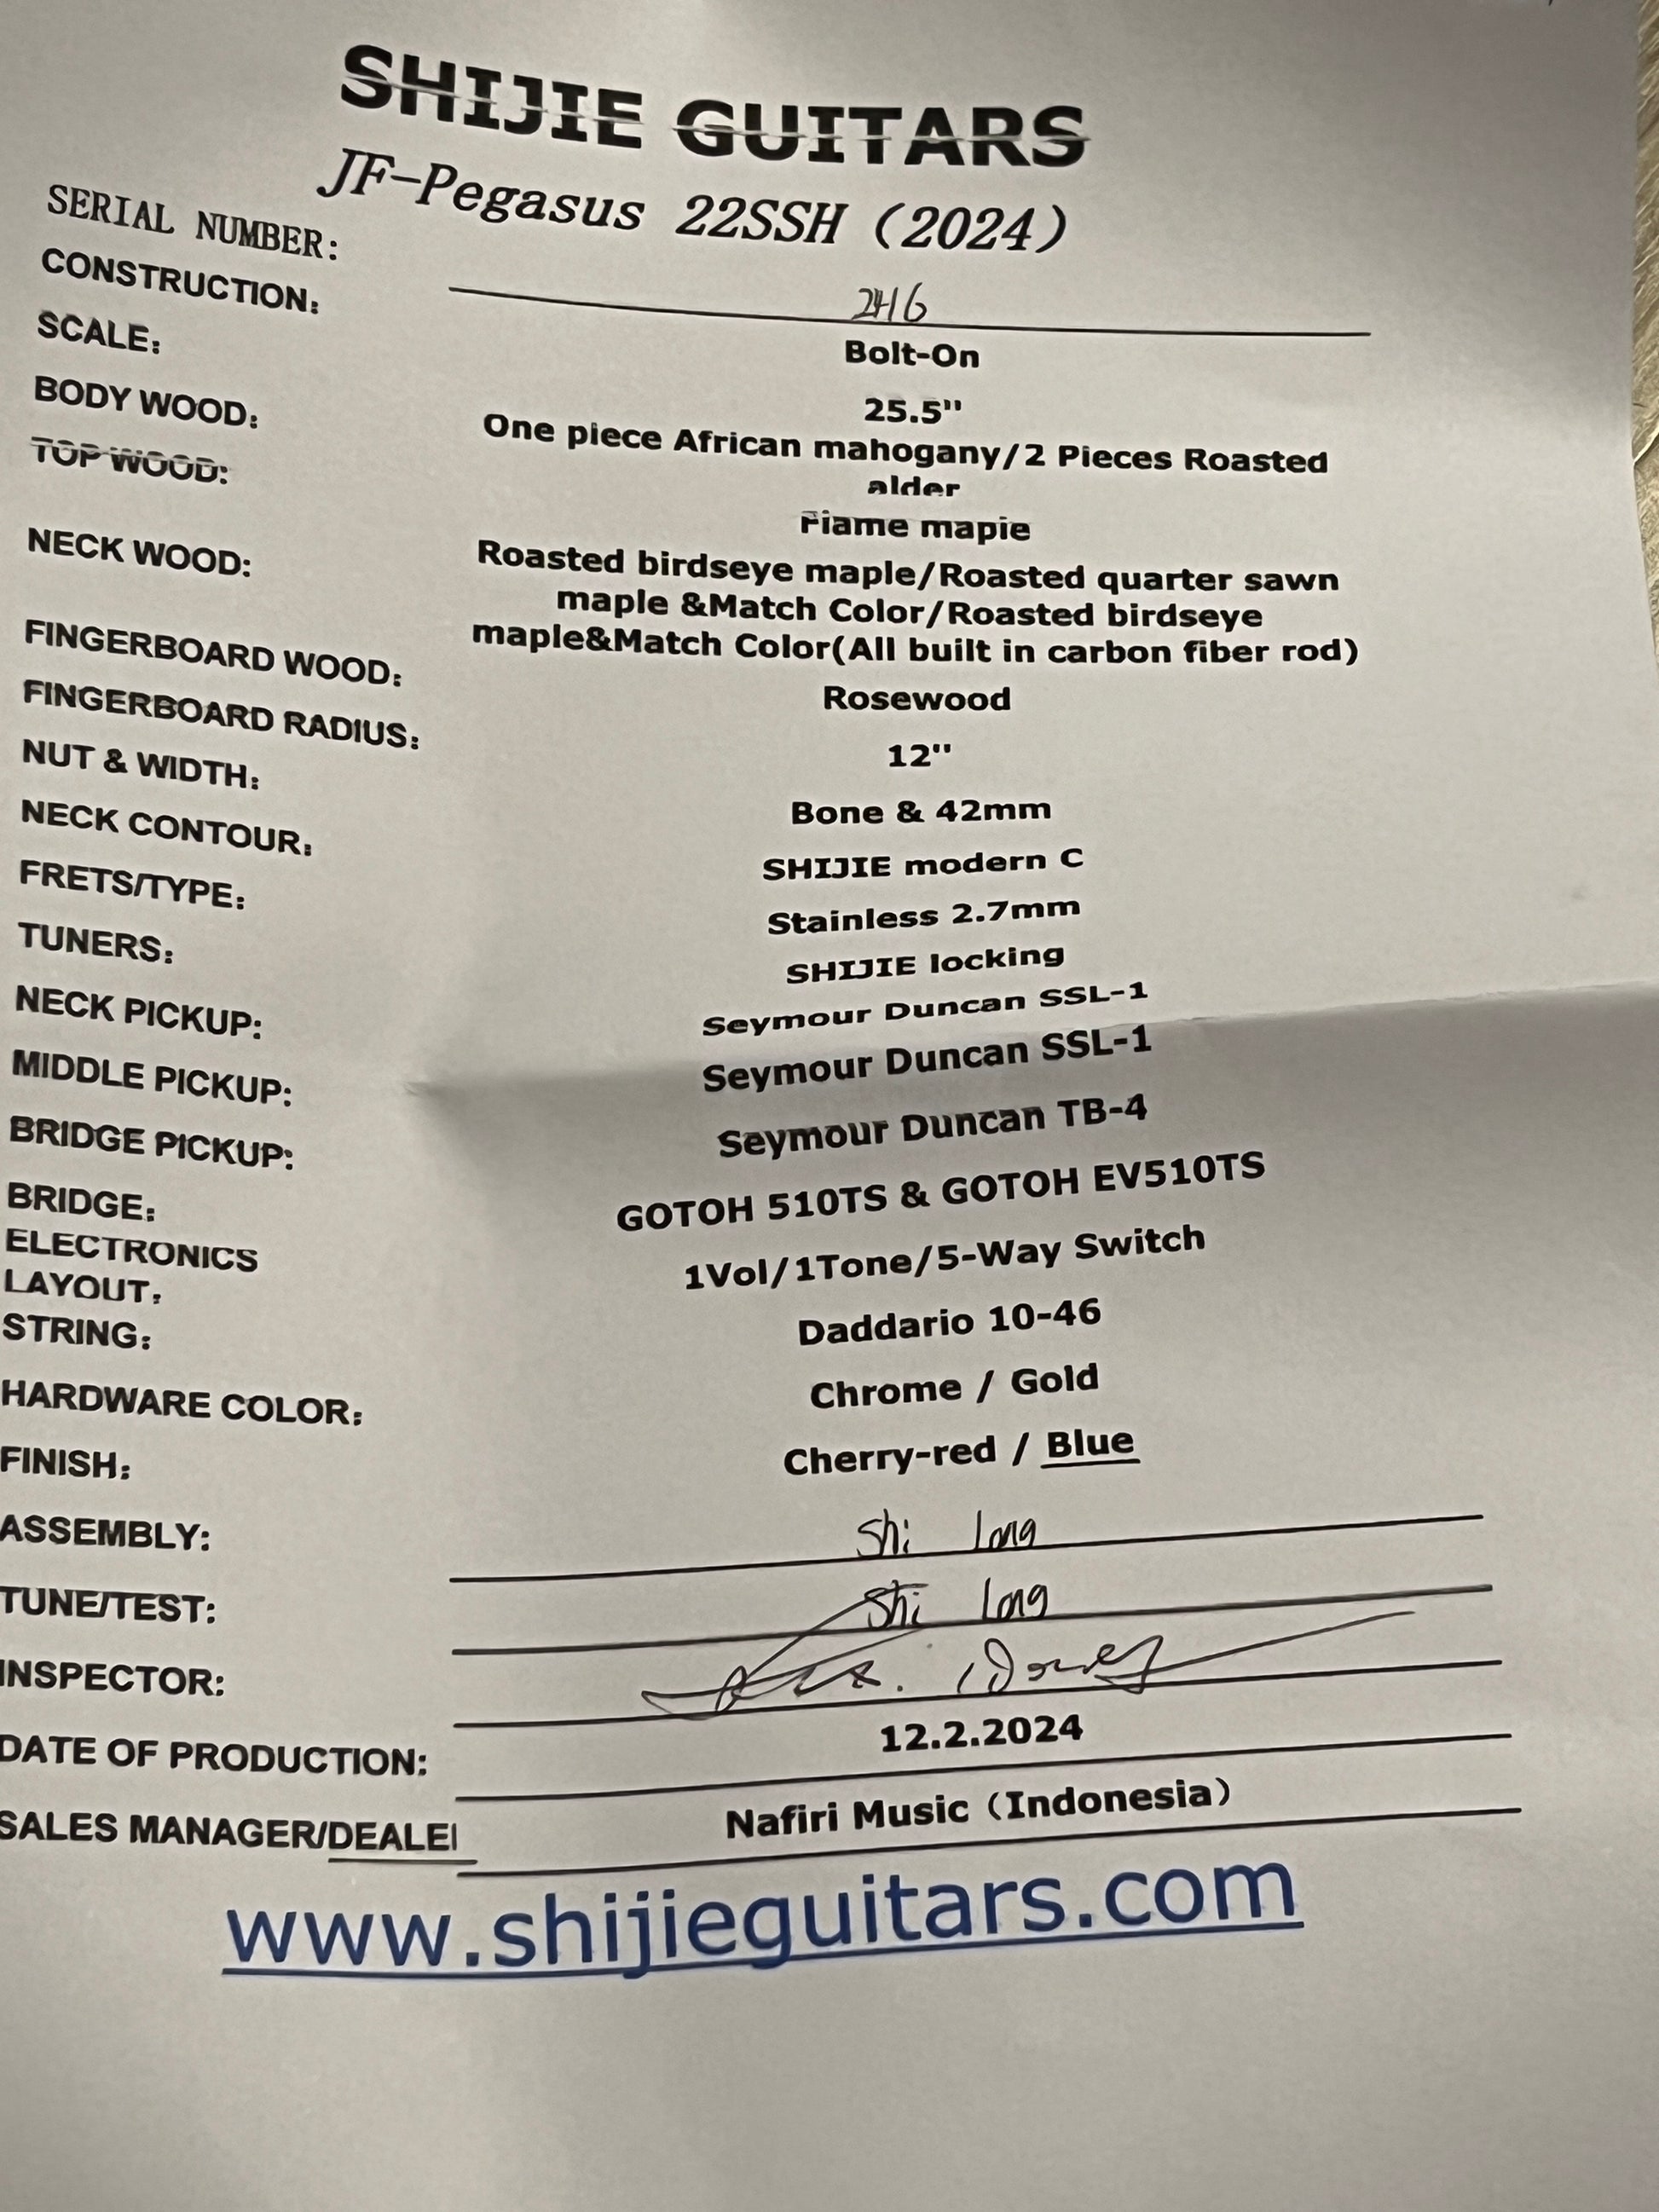 SHIJIE GUITARS
JF-Pegasus 22SSH（2024）
SERIAL NUMBER:
CONSTRUCTION: Bolt-On
SCALE: 25.5"
BODY WOOD: One piece African mahogany/2 Pieces Roasted
alder
TOP WOOD: Flame maple
NECK WOOD: Roasted birdseye maple/Roasted quarter sawn
maple &Match Color/Roasted birdseye
maple&Match Color(All built in carbon fiber rod)
FINGERBOARD WOOD: Rosewood
FINGERBOARD RADIUS: 12"
NUT & WIDTH: Bone & 42mm
NECK CONTOUR: SHIJIE modern C
FRETS/TYPE: Stainless 2.7mm
TUNERS: SHIJIE locking
NECK PICKUP: Seymour Duncan SSL-1
MIDDLE PICKUP: Seymour Duncan SSL-1
BRIDGE PICKUP: Seymour Duncan TB-4
BRIDGE: GOTOH 510TS & GOTOH EV510TS
ELECTRONICS
LAYOUT: 1Vol/1Tone/5-Way Switch
STRING: Daddario 10-46
HARDWARE COLOR: Chrome / Gold
FINISH: Cherry-red / Blue
ASSEMBLY: Shi Long
TUNE/TEST: Shi Long
INSPECTOR:
DATE OF PRODUCTION: 12.2.2024
SALES MANAGER/DEALE Nafiri Music（Indonesia）
www.shijieguitars.com